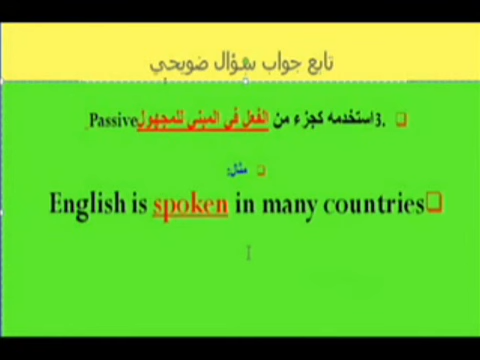 تابع جواب سؤال ضويحي
3. استخدمه كجزء من الفعل في المبني للمجهول Passive
مثال:
English is spoken in many countries